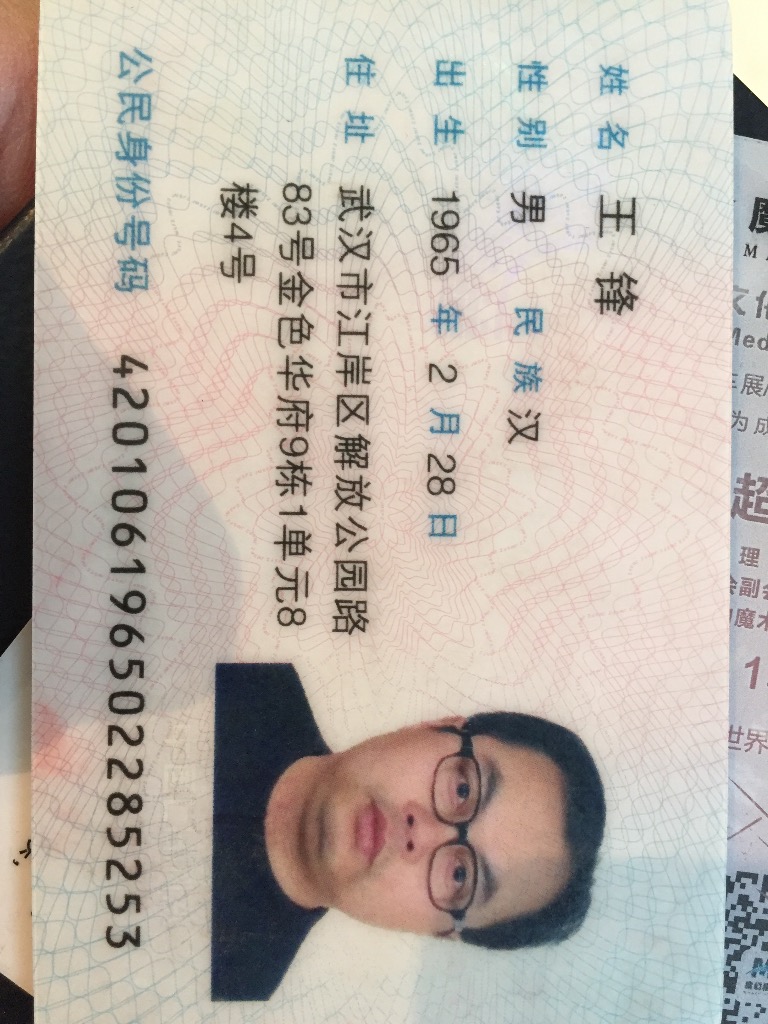 姓名 王锋
性别 男 民族 汉
出生 1965 年 2 月 28 日
住址 武汉市江岸区解放公园路
83号金色华府9栋1单元8
楼4号
公民身份号码 420106196502285253
M
Med
展
为成
超
理
副会
魔术
1
世界